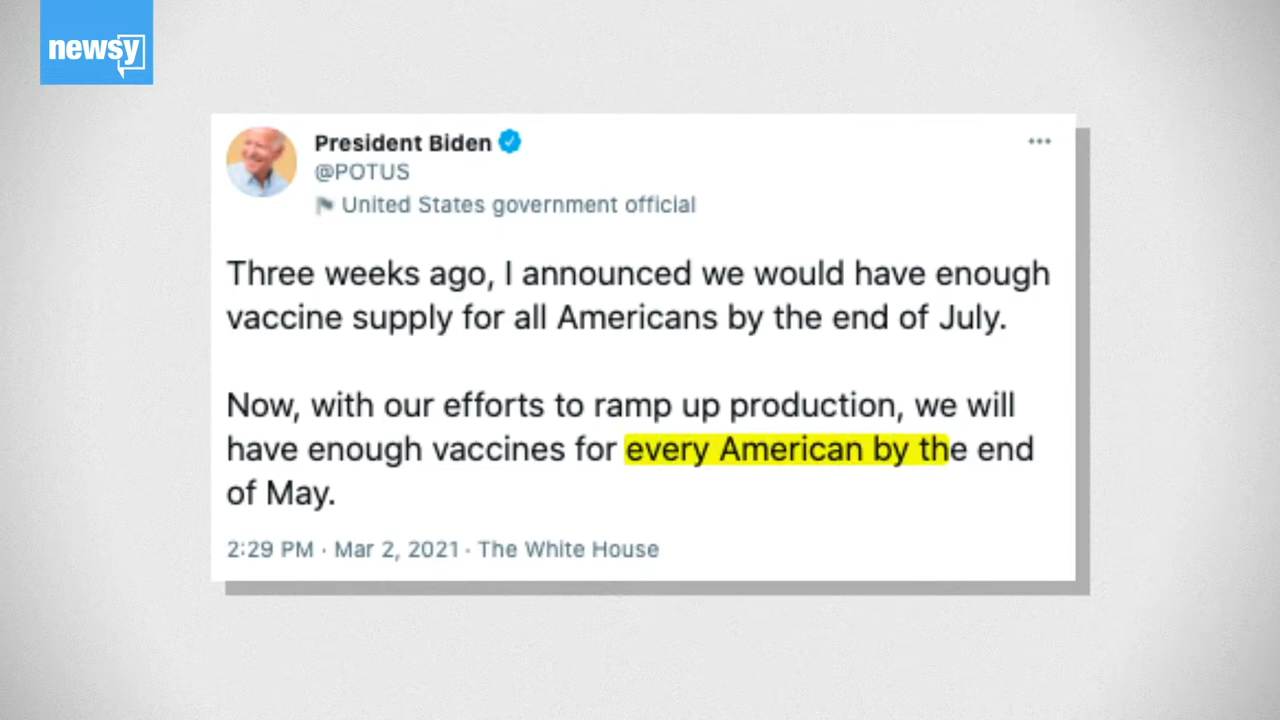 newsy
President Biden
@POTUS
United States government official
Three weeks ago, I announced we would have enough
vaccine supply for all Americans by the end of July.
Now, with our efforts to ramp up production, we will
have enough vaccines for every American by the end
of May.
2:29 PM · Mar 2, 2021 · The White House